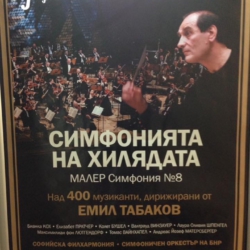 СИМФОНИЯТА
НА ХИЛЯДАТА
МАЛЕР Симфония №8
Над 400 музиканти, дирижирани от
ЕМИЛ ТАБАКОВ
СОФИЙСКА ФИЛХАРМОНИЯ • СИМФОНИЧЕН ОРКЕСТЪР НА БНР